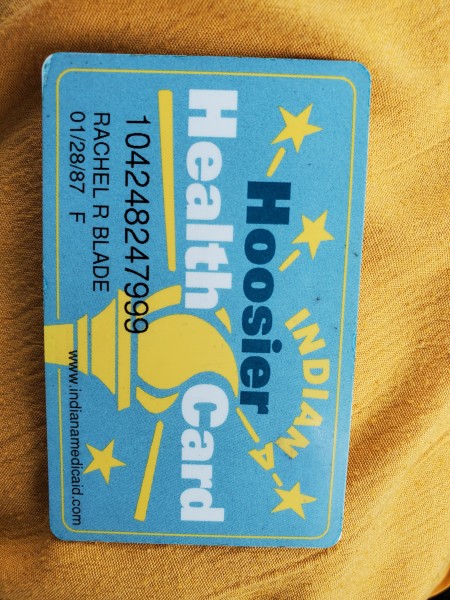 INDIANA
Hoosier
Health Card
104248247999
RACHEL R BLADE
01/28/87 F
www.indianamedicaid.com